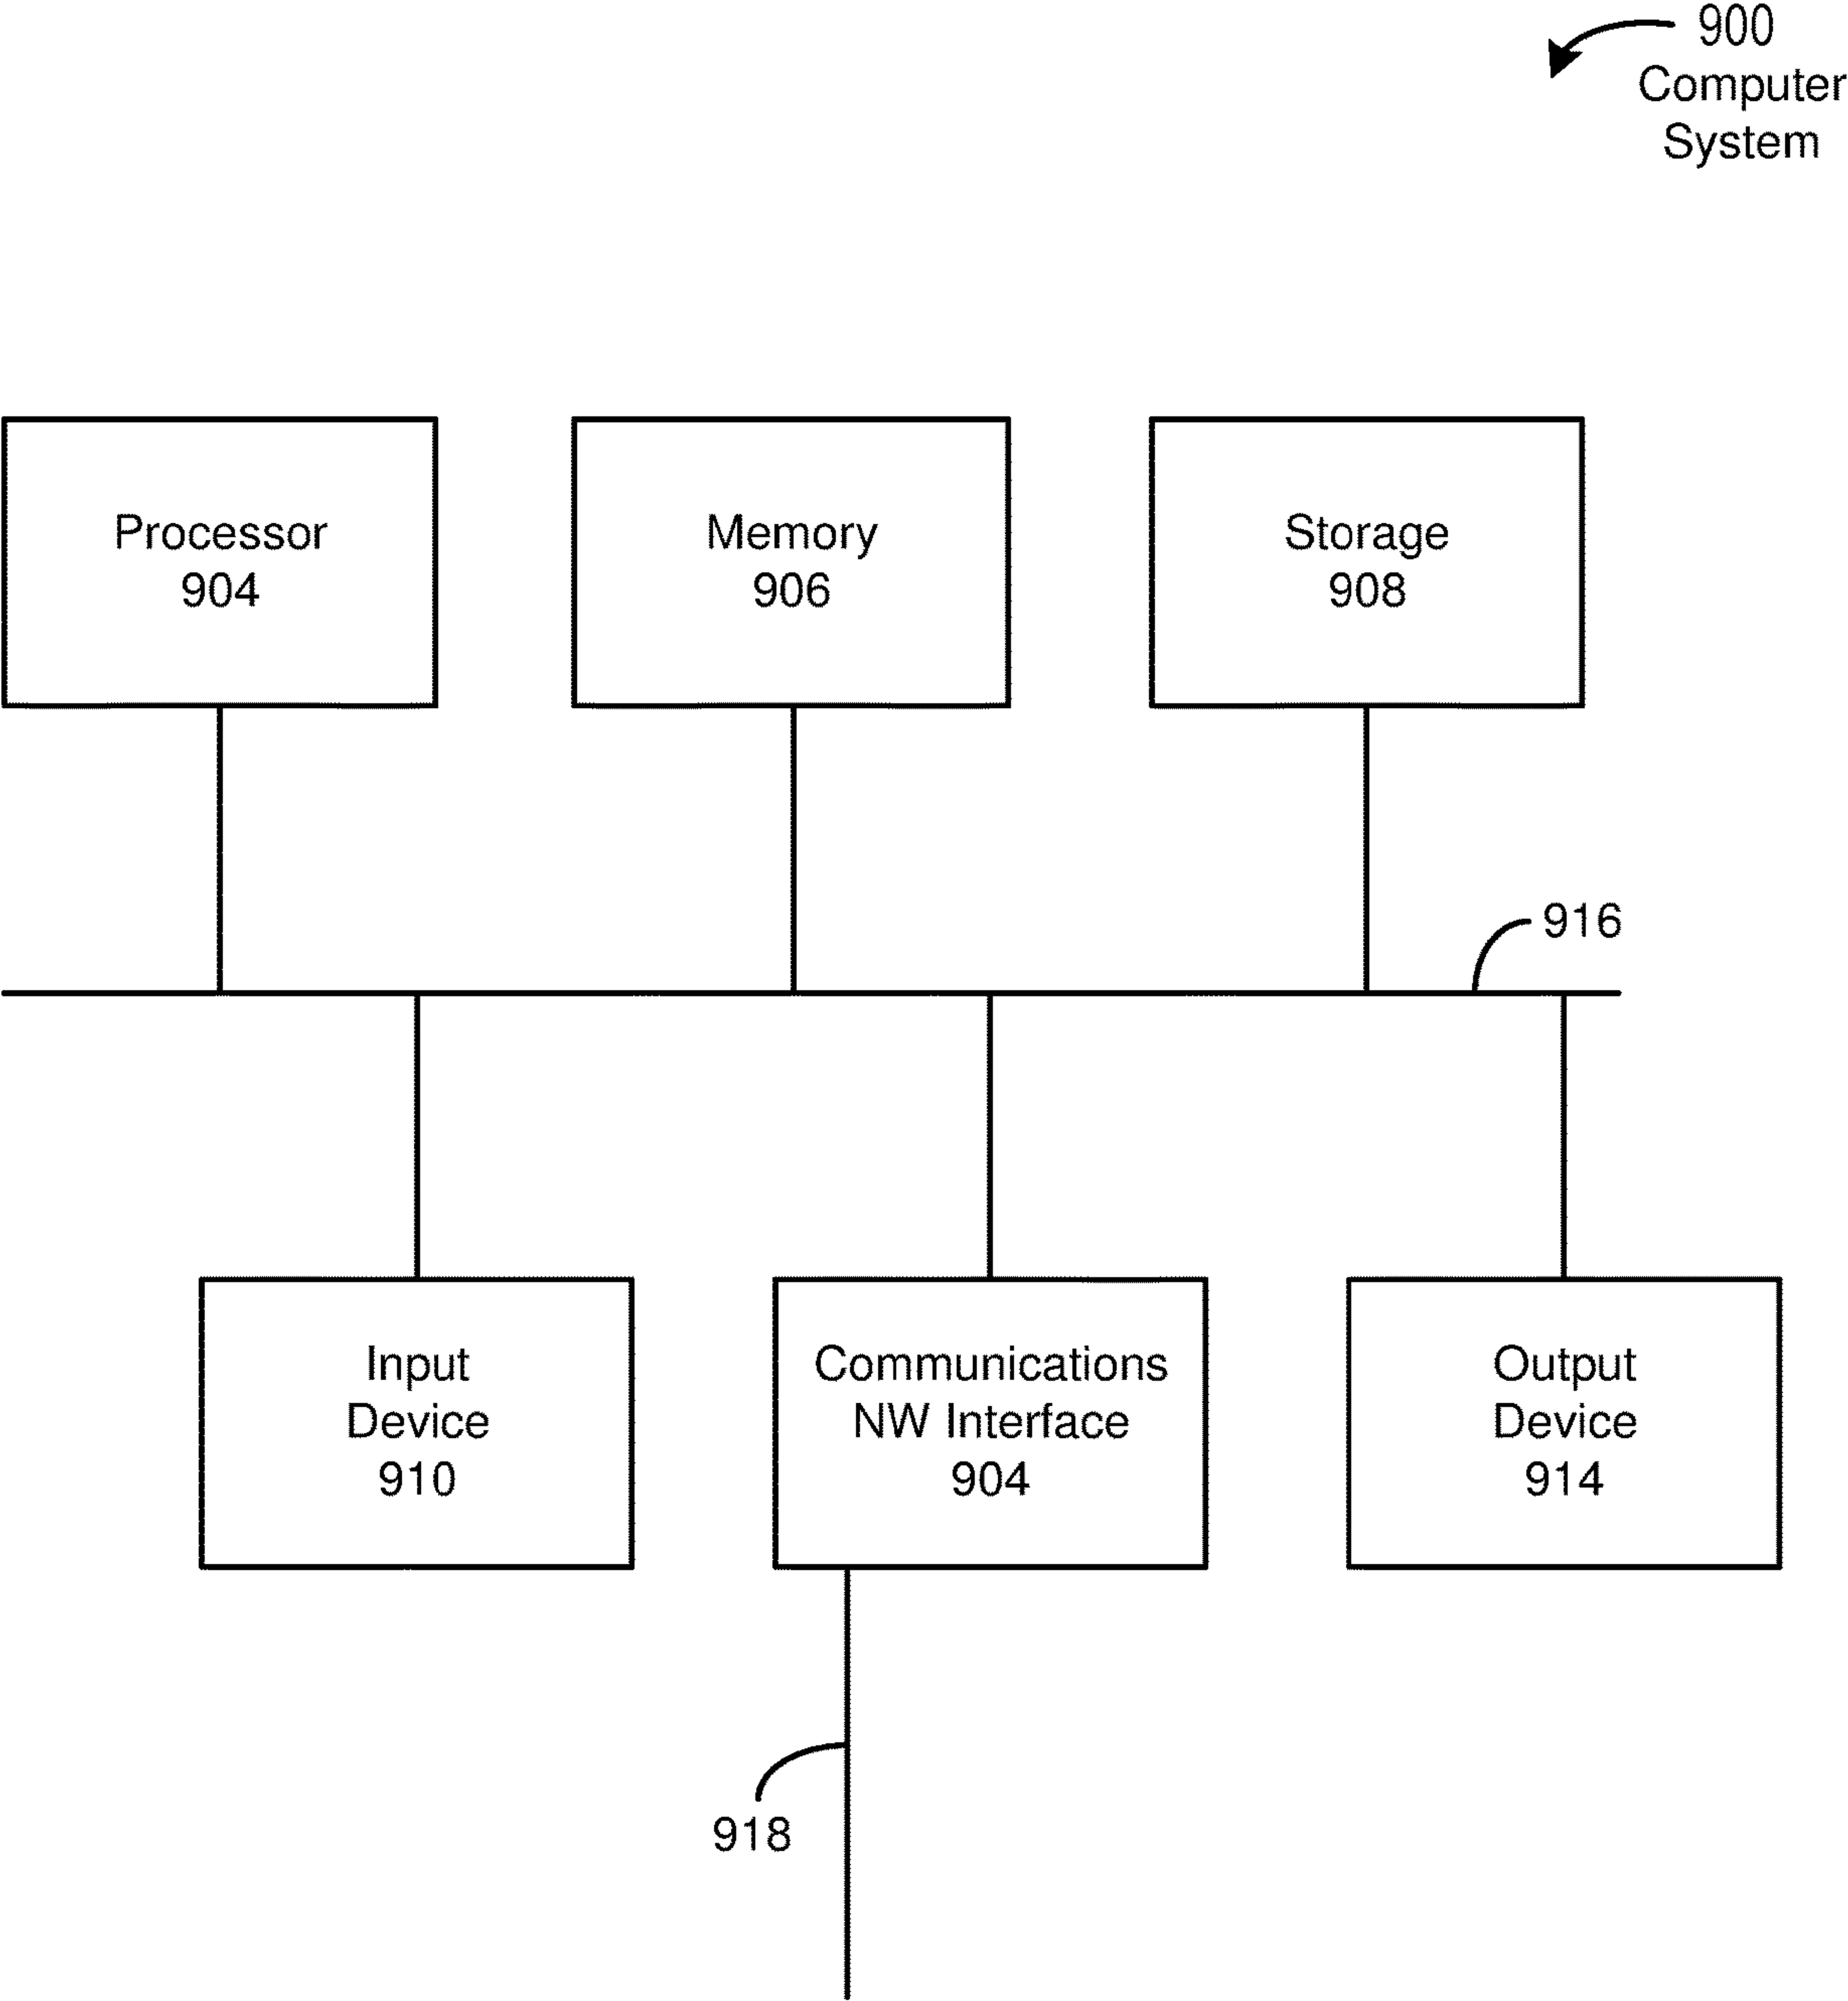 900
Computer
System
Processor
904
Memory
906
Storage
908
916
Input
Device
910
Communications
NW Interface
904
Output
Device
914
918